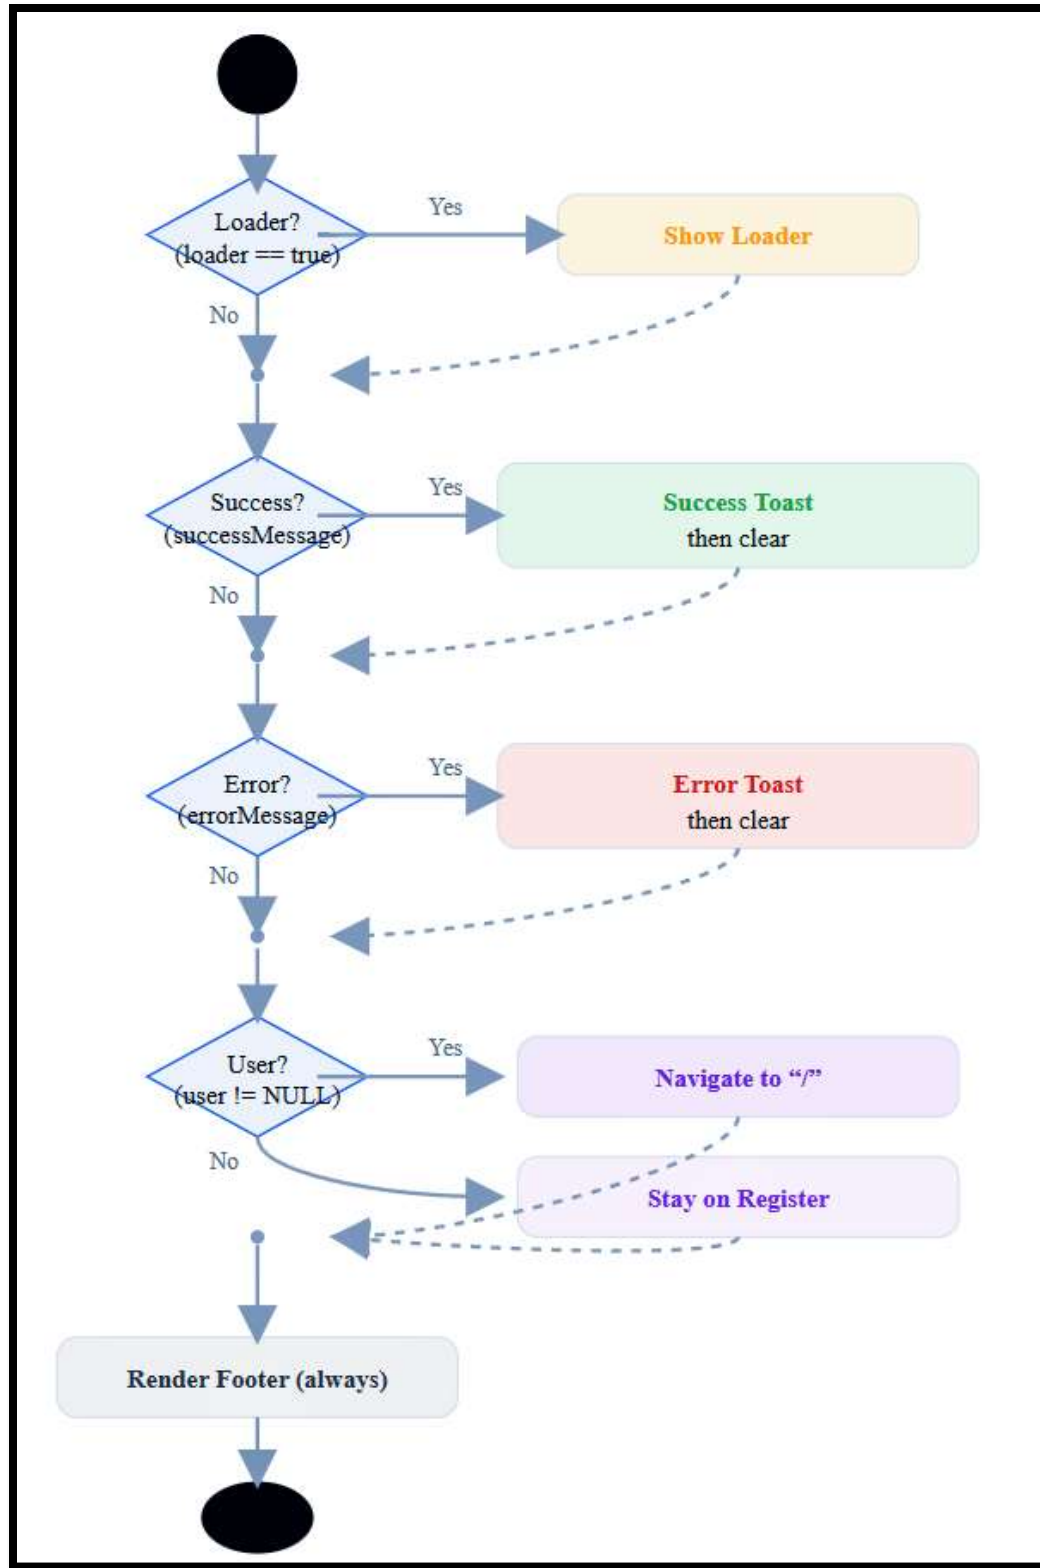 Loader?
(loader == true)
Yes
Show Loader
No
Success?
(successMessage)
Yes
Success Toast
then clear
No
Error?
(errorMessage)
Yes
Error Toast
then clear
No
User?
(user != NULL)
Yes
Navigate to “/”
No
Stay on Register
Render Footer (always)